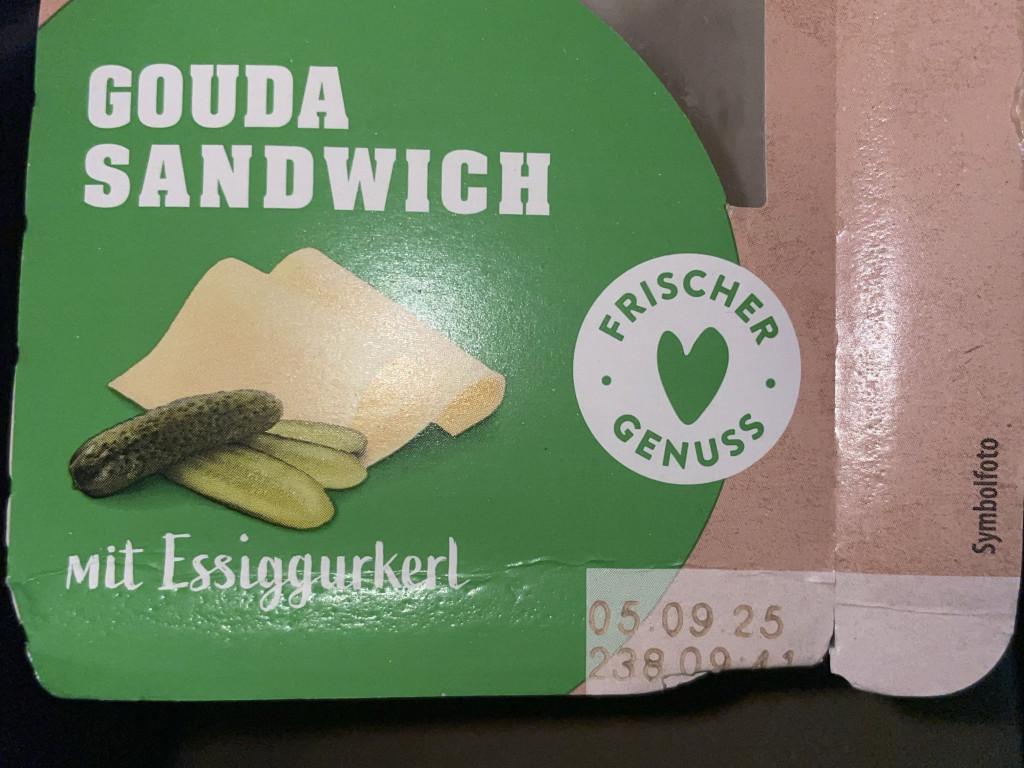 GOUDA
SANDWICH
FRISCHER
GENUSS
mit Essiggurkerl
Symbolfoto
05.09.25
238 09:41